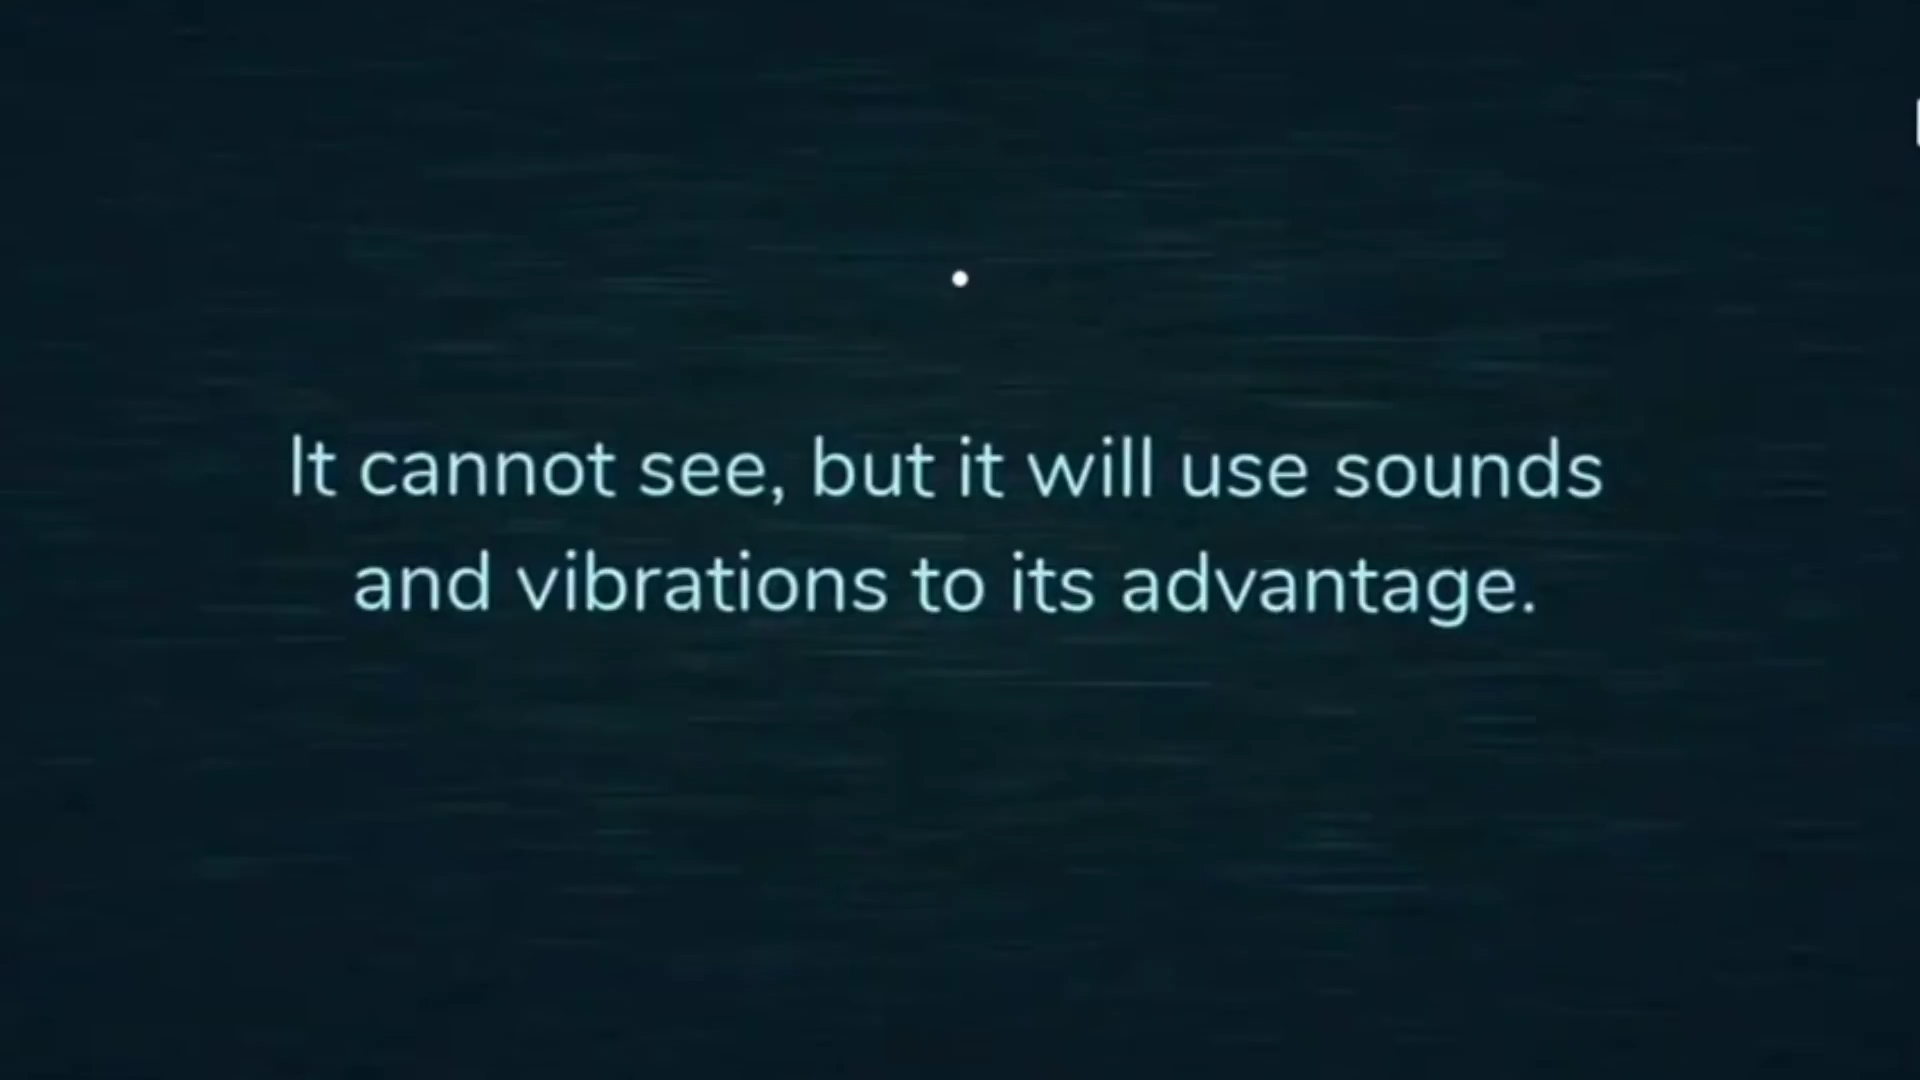 It cannot see, but it will use sounds
and vibrations to its advantage.